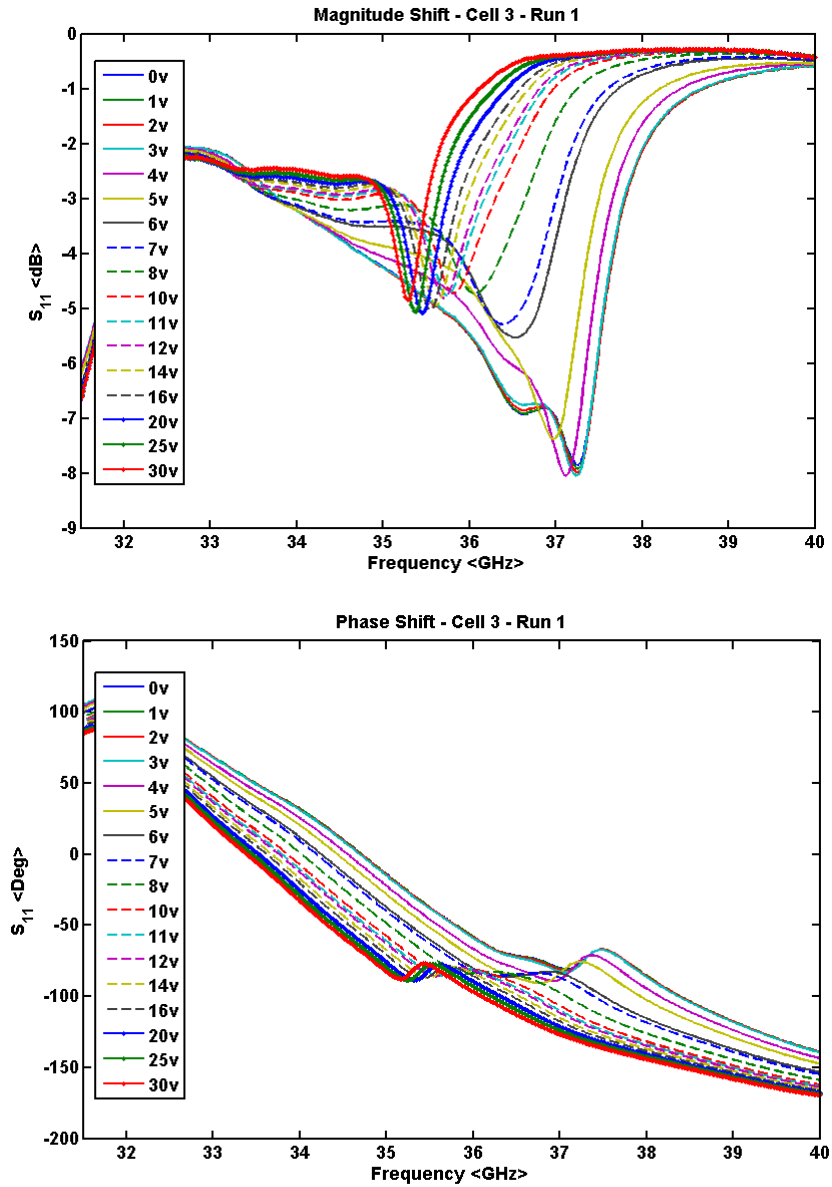 Magnitude Shift - Cell 3 - Run 1
0
-1
-2
-3
-4
-5
-6
-7
-8
-9
S11 <dB>
0v
1v
2v
3v
4v
5v
6v
7v
8v
10v
11v
12v
14v
16v
20v
25v
30v
32 33 34 35 36 37 38 39 40
Frequency <GHz>
Phase Shift - Cell 3 - Run 1
150
100
50
0
-50
-100
-150
-200
S11 <Deg>
0v
1v
2v
3v
4v
5v
6v
7v
8v
10v
11v
12v
14v
16v
20v
25v
30v
32 33 34 35 36 37 38 39 40
Frequency <GHz>